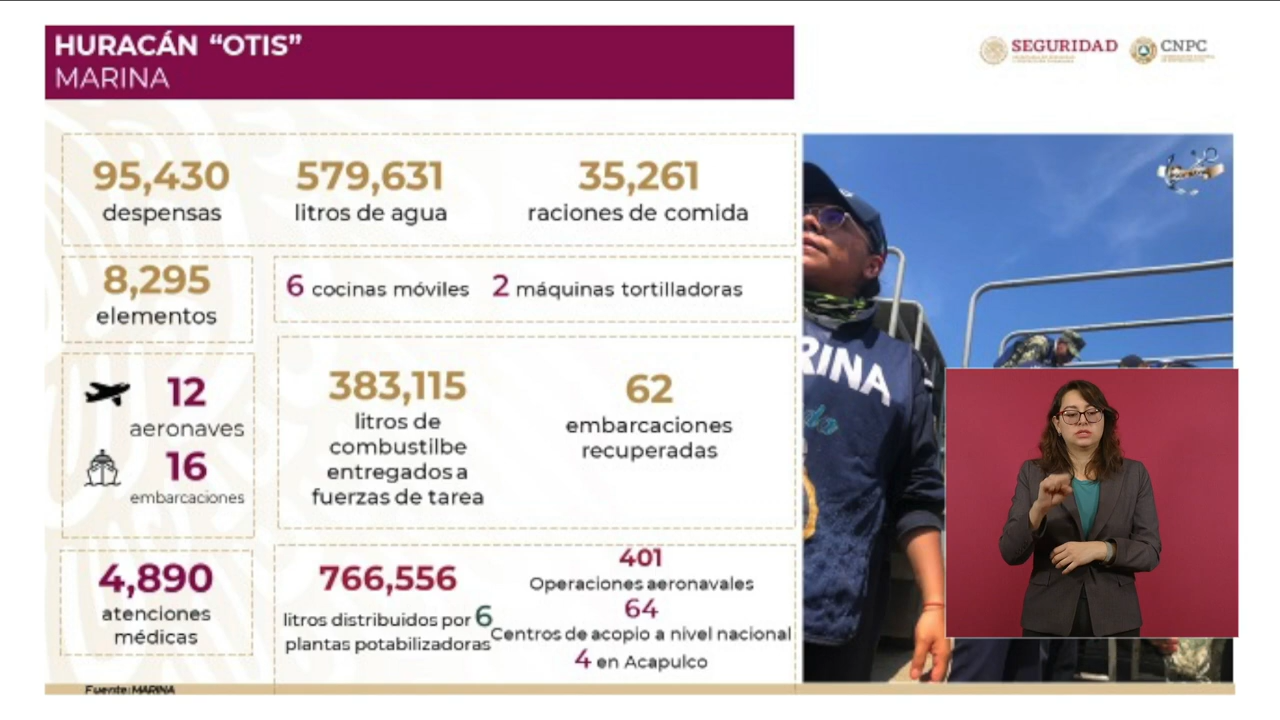 HURACÁN “OTIS”
MARINA
SEGURIDAD
CNPC
95,430
despensas
579,631
litros de agua
35,261
raciones de comida
8,295
elementos
6 cocinas móviles
2 máquinas tortilladoras
12
aeronaves
16
embarcaciones
383,115
litros de
combustilbe
entregados a
fuerzas de tarea
62
embarcaciones
recuperadas
4,890
atenciones
médicas
766,556
litros distribuidos por 6
plantas potabilizadoras
401
Operaciones aeronavales
64
Centros de acopio a nivel nacional
4 en Acapulco
RINA
Fuente: MARINA